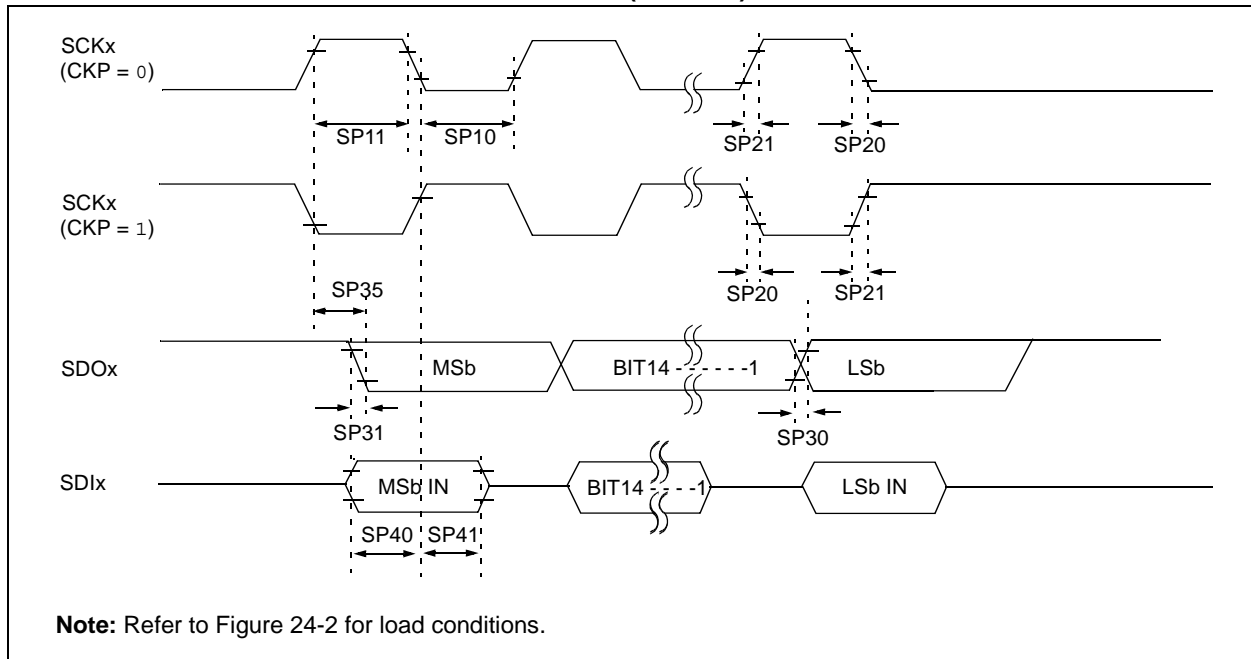 SCKx
(CKP = 0)
SP11
SP10
SP21
SP20
SCKx
(CKP = 1)
SP35
SP20
SP21
SDOx
MSb
BIT14 - - - - - -1
LSb
SP31
SP30
SDIx
MSb IN
BIT14 - - - -1
LSb IN
SP40
SP41
Note: Refer to Figure 24-2 for load conditions.